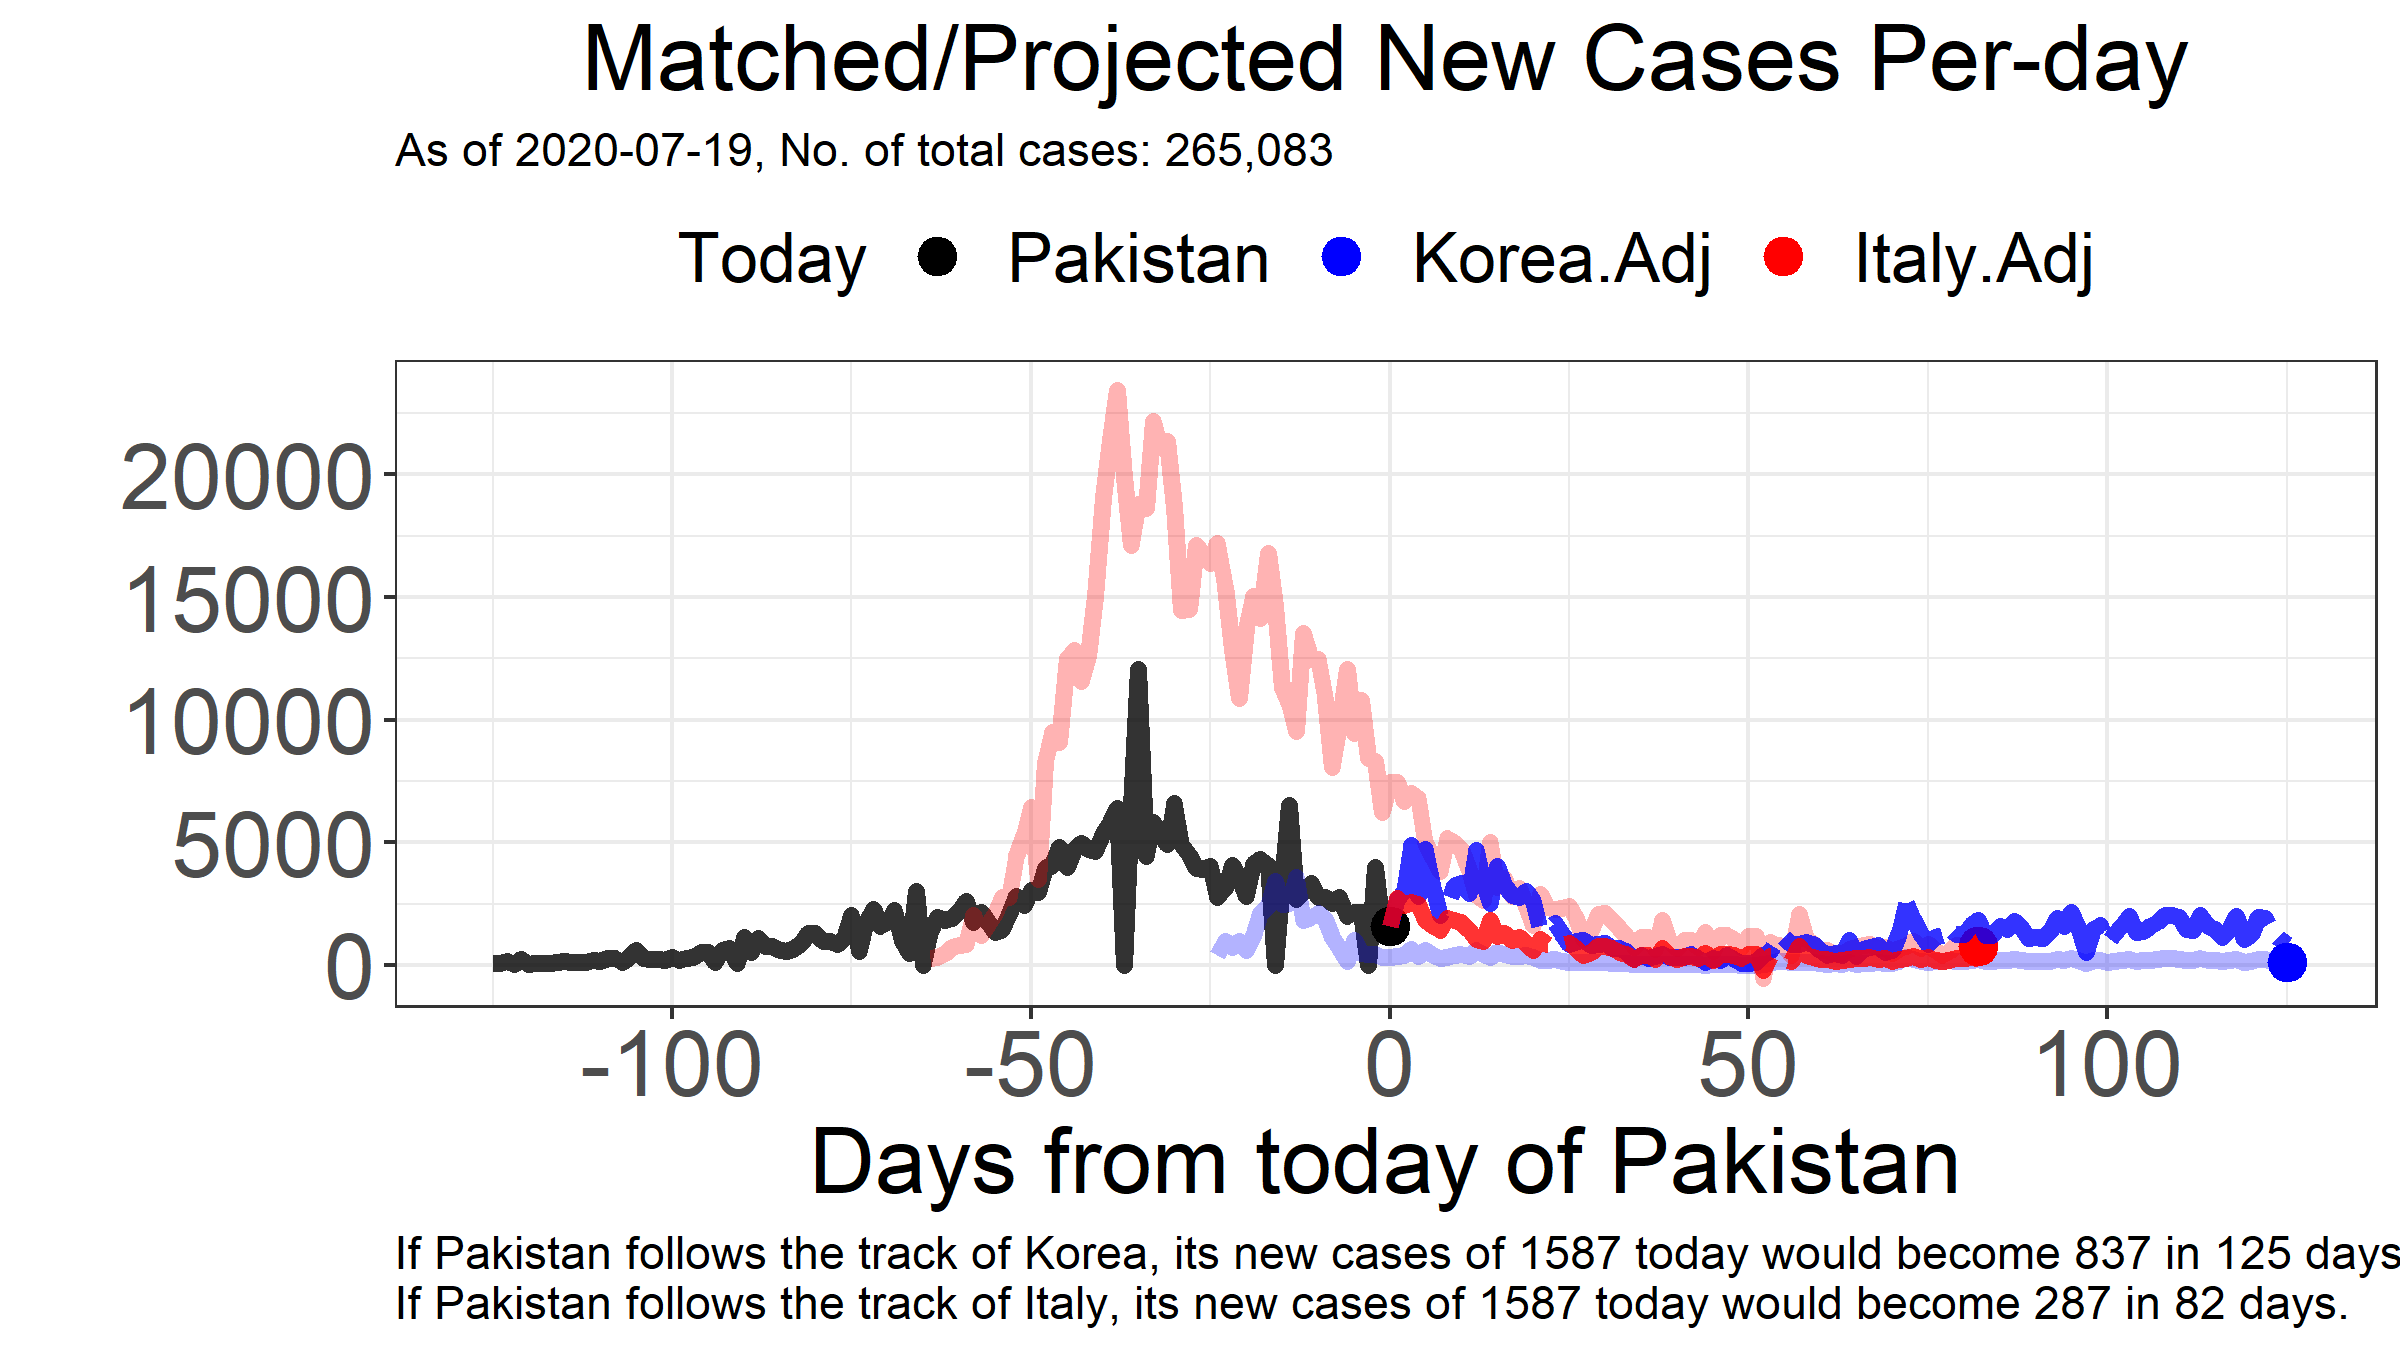 Matched/Projected New Cases Per-day
As of 2020-07-19, No. of total cases: 265,083
Today Pakistan Korea.Adj Italy.Adj
20000
15000
10000
5000
0
-100 -50 0 50 100
Days from today of Pakistan
If Pakistan follows the track of Korea, its new cases of 1587 today would become 837 in 125 days
If Pakistan follows the track of Italy, its new cases of 1587 today would become 287 in 82 days.